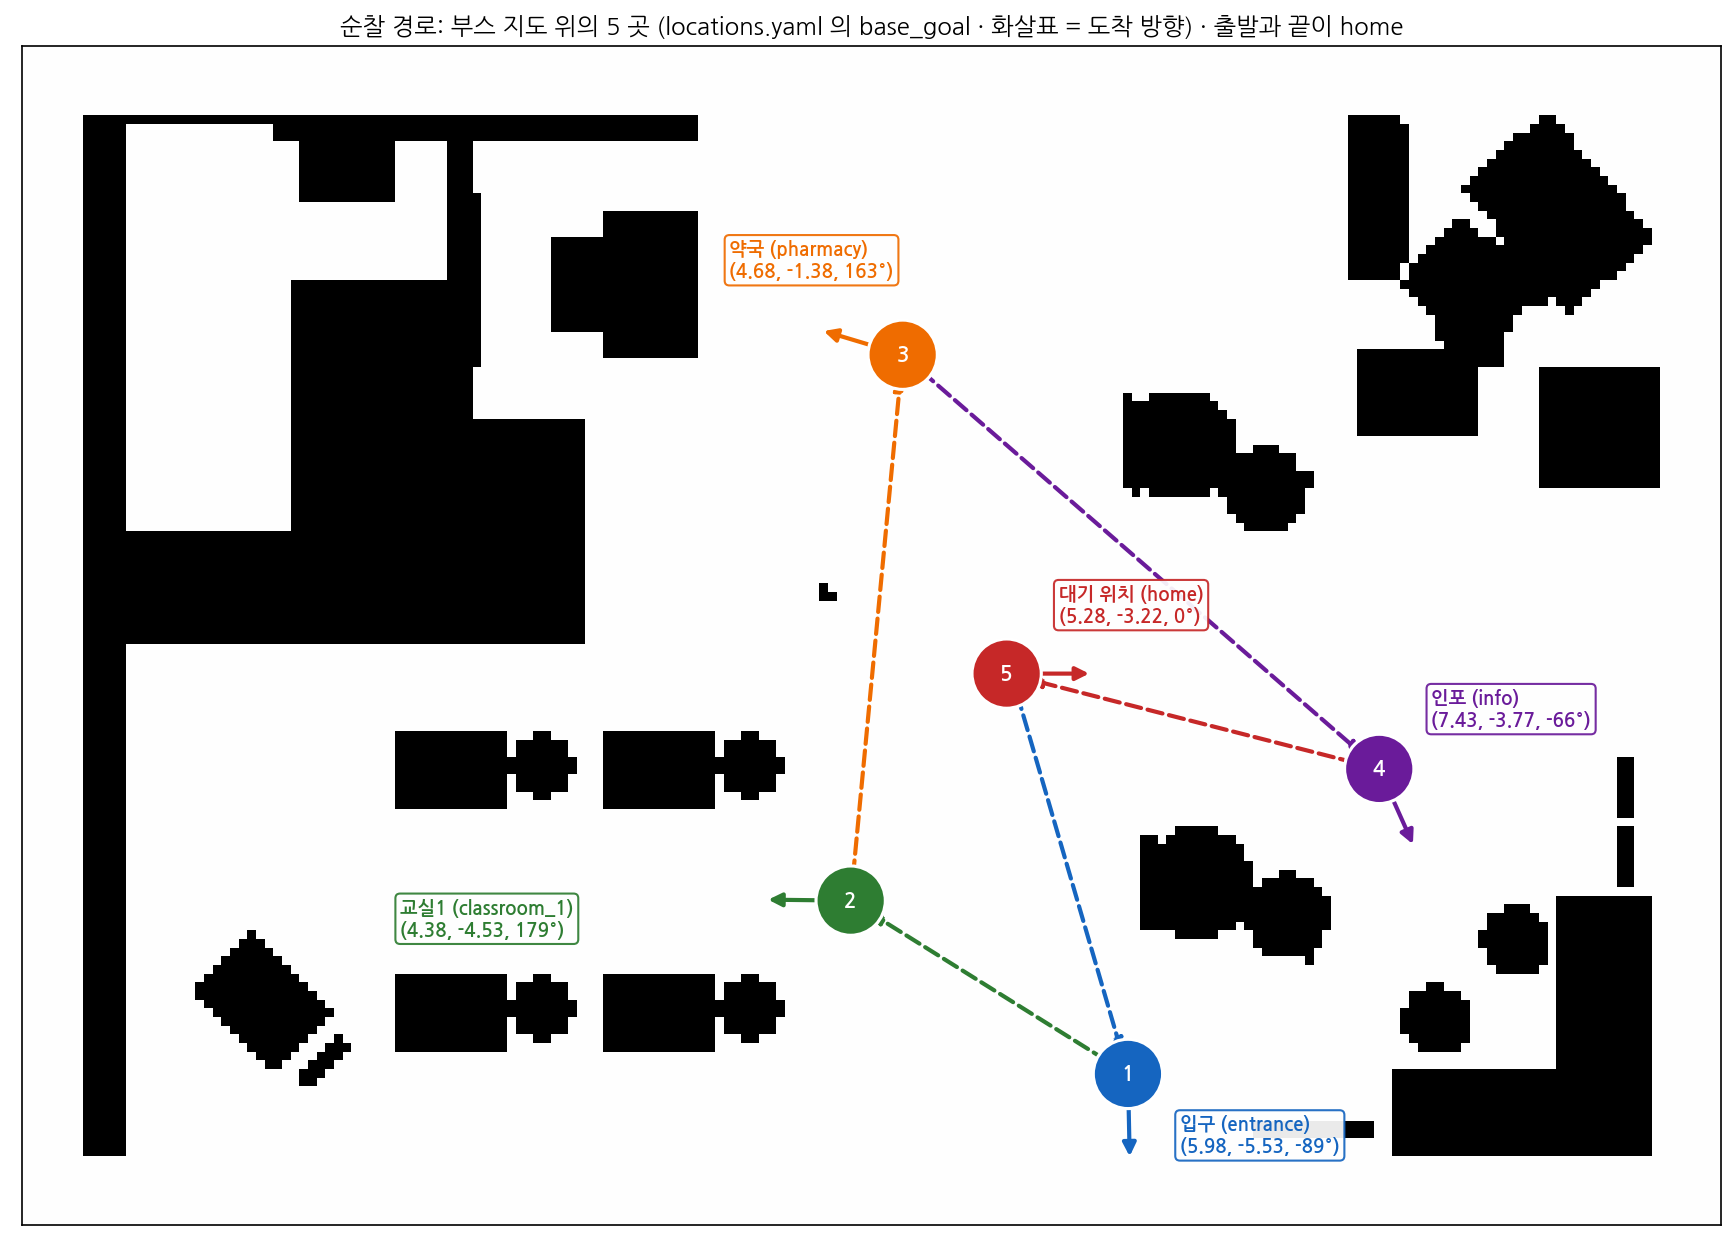 순찰 경로: 부스 지도 위의 5 곳 (locations.yaml 의 base_goal · 화살표 = 도착 방향) · 출발과 끝이 home
약국 (pharmacy)
(4.68, -1.38, 163°)
3
대기 위치 (home)
(5.28, -3.22, 0°)
5
인포 (info)
(7.43, -3.77, -66°)
4
교실1 (classroom_1)
(4.38, -4.53, 179°)
2
1
입구 (entrance)
(5.98, -5.53, -89°)